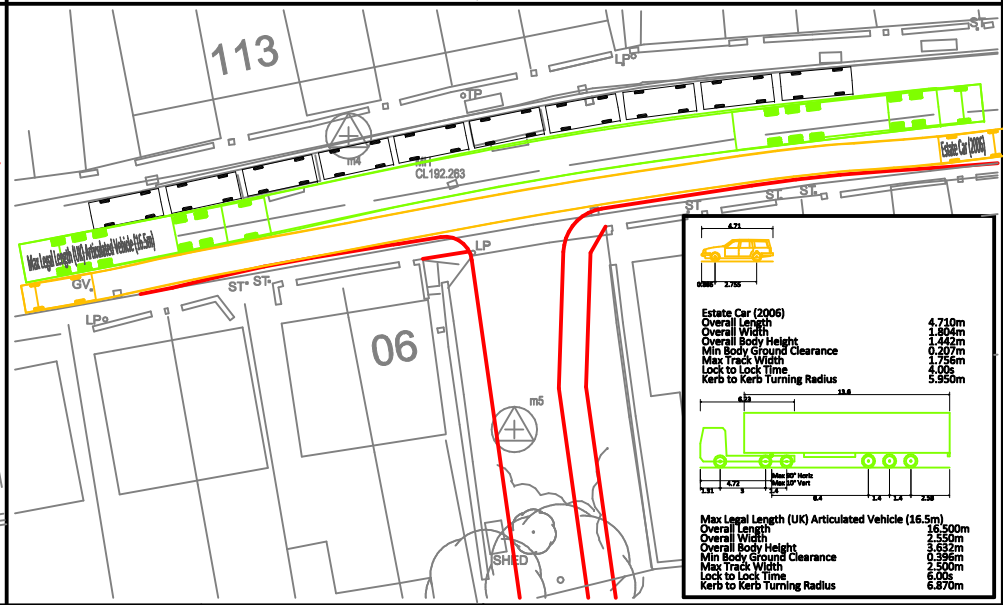 113
ST
LP
TP
m4
MH
CL192.263
Estate Car (2006)
ST
ST
ST
Max Legal Length (UK) Articulated Vehicle (16.5m)
GV
LP
ST
ST
LP
06
m5
SHED
4.71
2.755
Estate Car (2006)
Overall Length 4.710m
Overall Width 1.804m
Overall Body Height 1.442m
Min Body Ground Clearance 0.207m
Max Track Width 1.756m
Lock to Lock Time 4.00s
Kerb to Kerb Turning Radius 5.950m
13.6
6.23
Max 90° Horiz
Max 10° Vert
4.72
1.31 3 1.4 6.4 1.4 1.4 2.59
Max Legal Length (UK) Articulated Vehicle (16.5m)
Overall Length 16.500m
Overall Width 2.550m
Overall Body Height 3.632m
Min Body Ground Clearance 0.396m
Max Track Width 2.500m
Lock to Lock Time 6.00s
Kerb to Kerb Turning Radius 6.870m